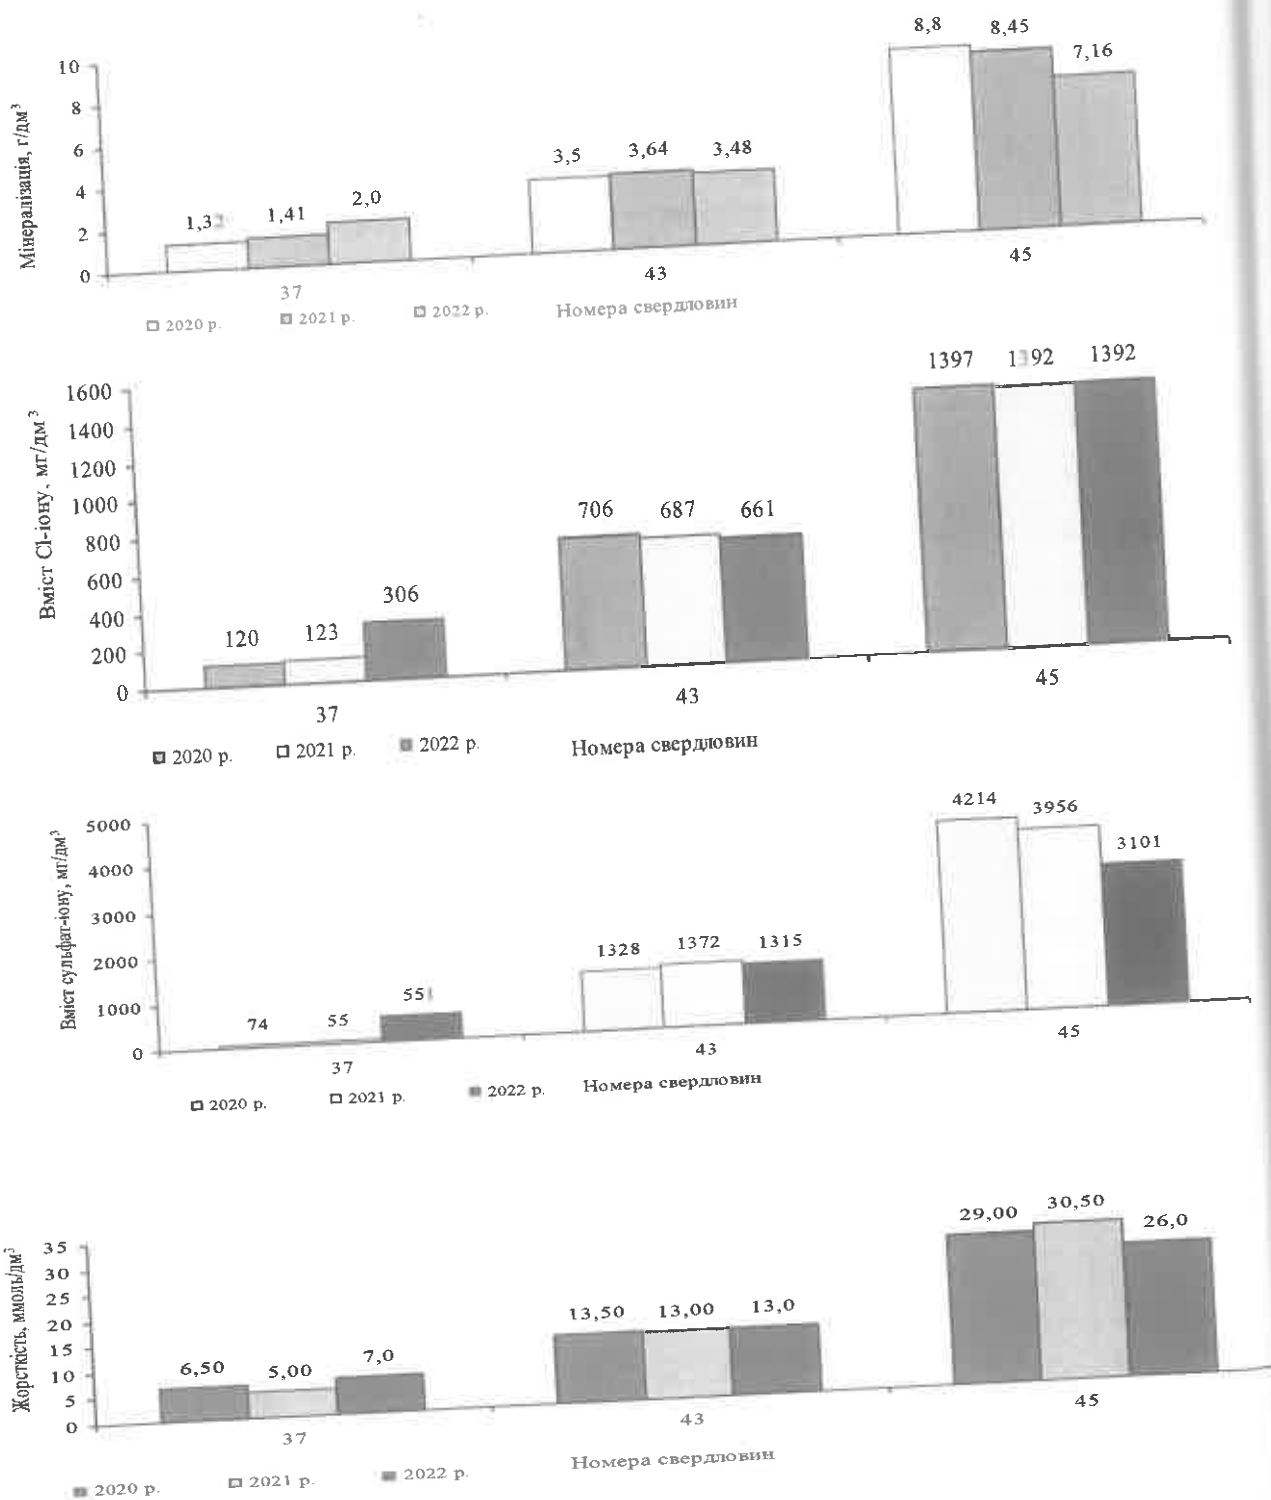 Мінералізація, г/дм³
10
8
6
4
2
0
1,32 1,41 2,0
3,5 3,64 3,48
8,8 8,45 7,16
37 43 45
2020 р. 2021 р. 2022 р. Номера свердловин
Вміст Cl-іону, мг/дм³
1600
1400
1200
1000
800
600
400
200
0
120 123 306
706 687 661
1397 1392 1392
37 43 45
2020 р. 2021 р. 2022 р. Номера свердловин
Вміст сульфат-іону, мг/дм³
5000
4000
3000
2000
1000
0
74 55 551
1328 1372 1315
4214 3956 3101
37 43 45
2020 р. 2021 р. 2022 р. Номера свердловин
Жорсткість, ммоль/дм³
35
30
25
20
15
10
5
0
6,50 5,00 7,0
13,50 13,00 13,0
29,00 30,50 26,0
37 43 45
2020 р. 2021 р. 2022 р. Номера свердловин